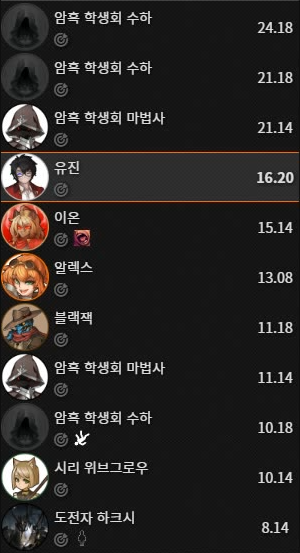 암흑 학생회 수하
24.18
암흑 학생회 수하
21.18
암흑 학생회 마법사
21.14
유진
16.20
이온
15.14
알렉스
13.08
블랙잭
11.18
암흑 학생회 마법사
11.14
암흑 학생회 수하
10.18
시리 위브그로우
10.14
도전자 하크시
8.14